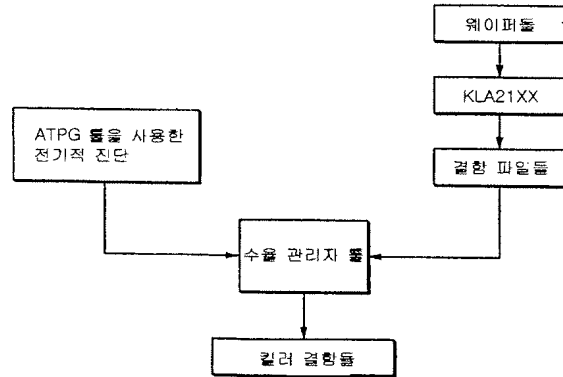 웨이퍼들
KLA21XX
ATPG 툴을 사용한
전기적 진단
결함 파일들
수율 관리자 툴
킬러 결함들